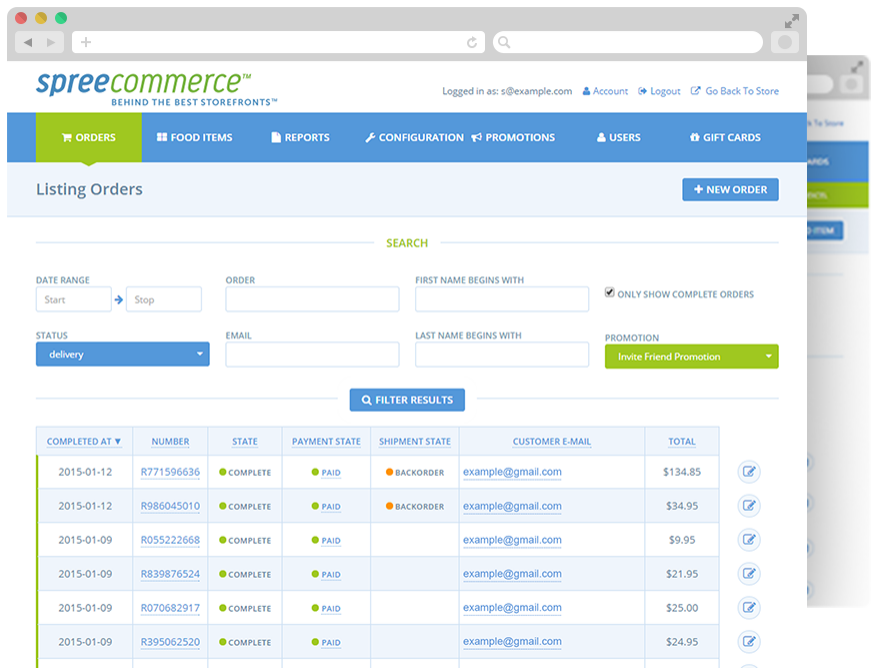 spreecommerce™
BEHIND THE BEST STOREFRONTS™
Logged in as: s@example.com Account Logout Go Back To Store
ORDERS FOOD ITEMS REPORTS CONFIGURATION PROMOTIONS USERS GIFT CARDS
Listing Orders
+ NEW ORDER
SEARCH
DATE RANGE ORDER FIRST NAME BEGINS WITH
Start Stop ONLY SHOW COMPLETE ORDERS
STATUS EMAIL LAST NAME BEGINS WITH PROMOTION
delivery Invite Friend Promotion
FILTER RESULTS
COMPLETED AT ▼ NUMBER STATE PAYMENT STATE SHIPMENT STATE CUSTOMER E-MAIL TOTAL
2015-01-12 R771596636 COMPLETE PAID BACKORDER example@gmail.com $134.85
2015-01-12 R986045010 COMPLETE PAID BACKORDER example@gmail.com $34.95
2015-01-09 R055222668 COMPLETE PAID example@gmail.com $9.95
2015-01-09 R839876524 COMPLETE PAID example@gmail.com $21.95
2015-01-09 R070682917 COMPLETE PAID example@gmail.com $25.00
2015-01-09 R395062520 COMPLETE PAID example@gmail.com $24.95